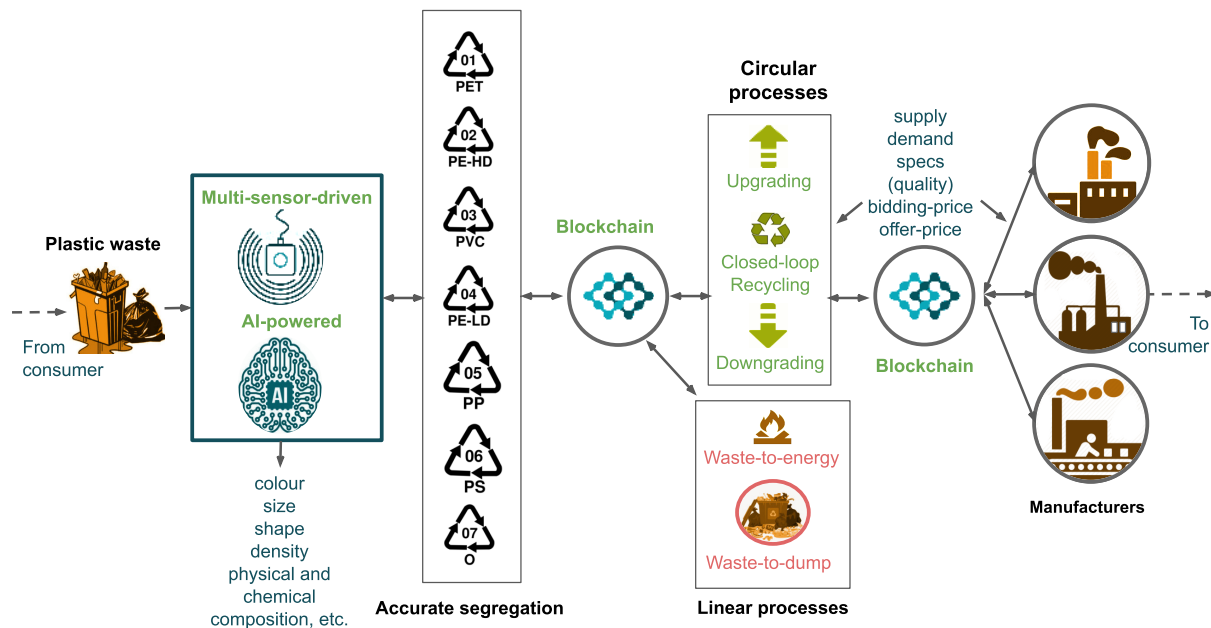 Plastic waste
From
consumer
Multi-sensor-driven
AI-powered
AI
colour
size
shape
density
physical and
chemical
composition, etc.
01
PET
02
PE-HD
03
PVC
04
PE-LD
05
PP
06
PS
07
O
Accurate segregation
Blockchain
Circular
processes
Upgrading
Closed-loop
Recycling
Downgrading
Waste-to-energy
Waste-to-dump
Linear processes
supply
demand
specs
(quality)
bidding-price
offer-price
Blockchain
To
consumer
Manufacturers